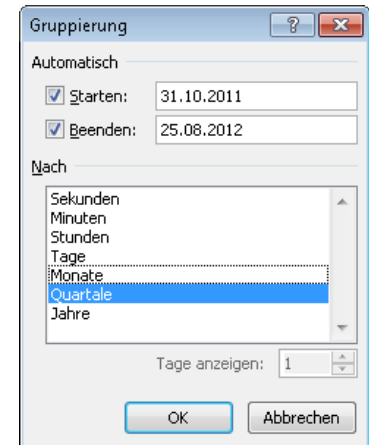 Gruppierung
Automatisch
Starten: 31.10.2011
Beenden: 25.08.2012
Nach
Sekunden
Minuten
Stunden
Tage
Monate
Quartale
Jahre
Tage anzeigen: 1
OK Abbrechen